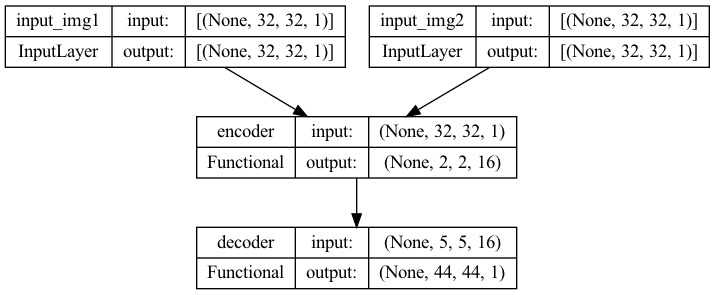 input_img1 input: [(None, 32, 32, 1)]
InputLayer output: [(None, 32, 32, 1)]
input_img2 input: [(None, 32, 32, 1)]
InputLayer output: [(None, 32, 32, 1)]
encoder input: (None, 32, 32, 1)
Functional output: (None, 2, 2, 16)
decoder input: (None, 5, 5, 16)
Functional output: (None, 44, 44, 1)